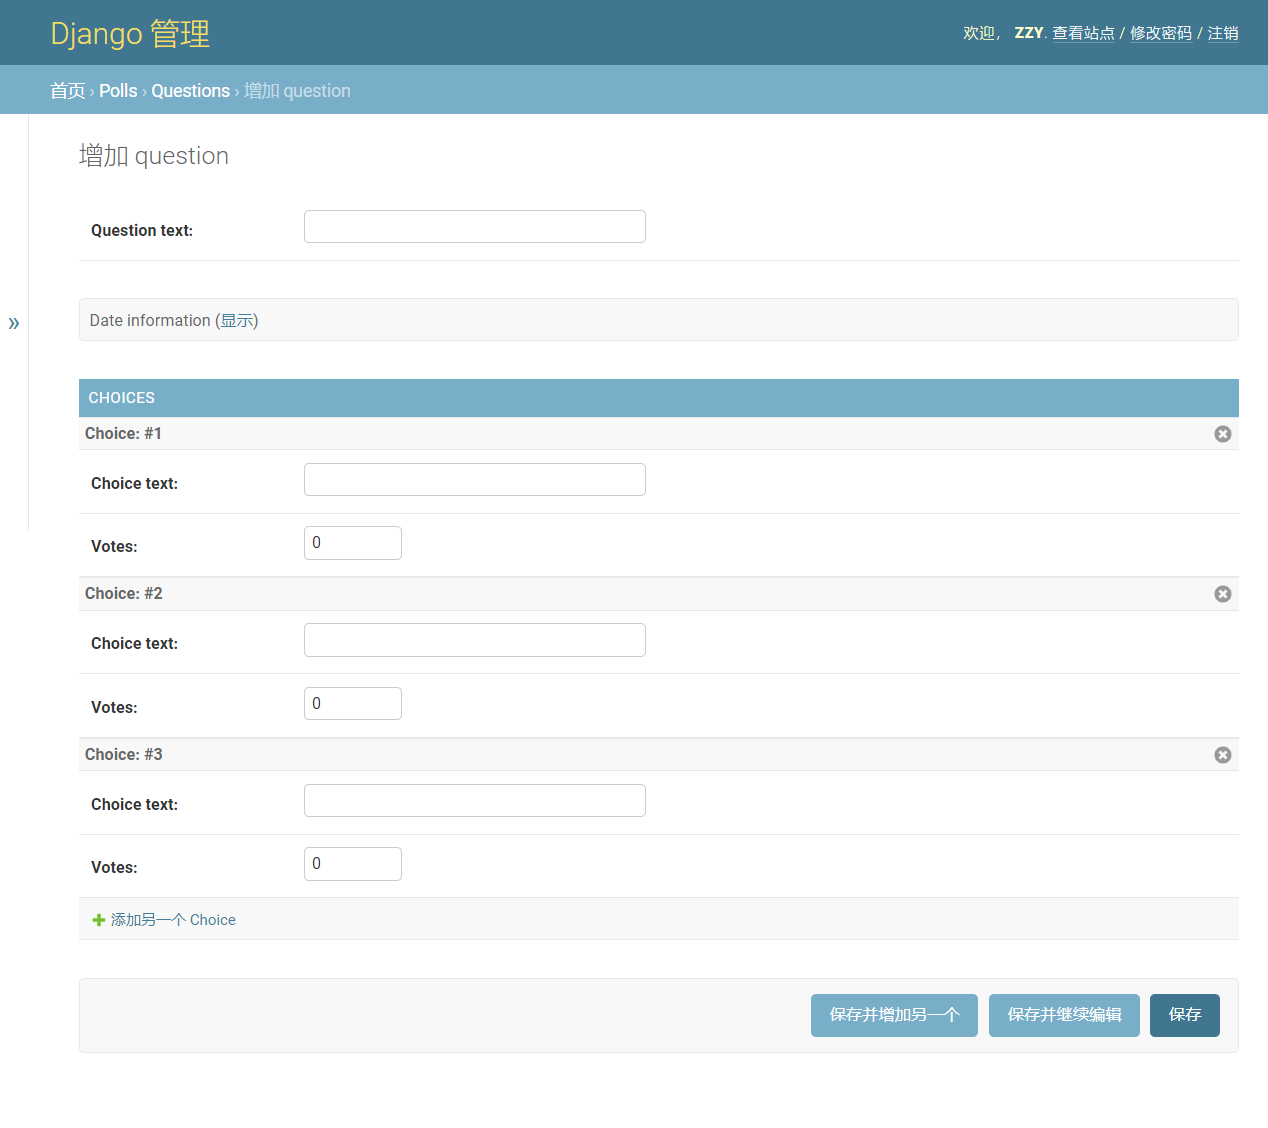 Django 管理
欢迎， ZZY. 查看站点 / 修改密码 / 注销
首页 › Polls › Questions › 增加 question
增加 question
Question text:
»
Date information (显示)
CHOICES
Choice: #1
Choice text:
Votes: 0
Choice: #2
Choice text:
Votes: 0
Choice: #3
Choice text:
Votes: 0
添加另一个 Choice
保存并增加另一个 保存并继续编辑 保存